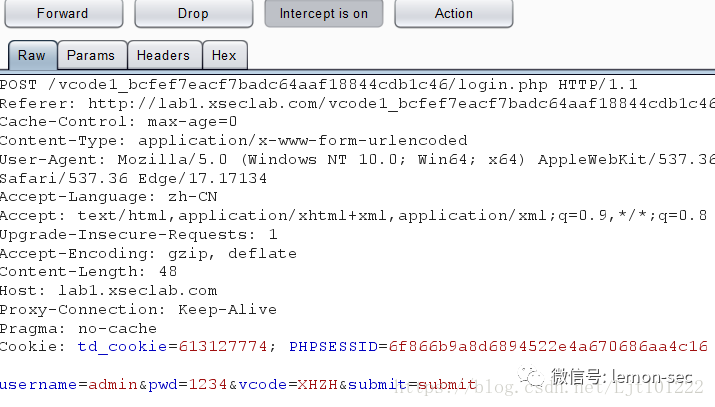 Forward Drop Intercept is on Action
Raw Params Headers Hex
POST /vcode1_bcfef7eacf7badc64aaf18844cdb1c46/login.php HTTP/1.1
Referer: http://lab1.xseclab.com/vcode1_bcfef7eacf7badc64aaf18844cdb1c46
Cache-Control: max-age=0
Content-Type: application/x-www-form-urlencoded
User-Agent: Mozilla/5.0 (Windows NT 10.0; Win64; x64) AppleWebKit/537.36
Safari/537.36 Edge/17.17134
Accept-Language: zh-CN
Accept: text/html,application/xhtml+xml,application/xml;q=0.9,*/*;q=0.8
Upgrade-Insecure-Requests: 1
Accept-Encoding: gzip, deflate
Content-Length: 48
Host: lab1.xseclab.com
Proxy-Connection: Keep-Alive
Pragma: no-cache
Cookie: td_cookie=613127774; PHPSESSID=6f866b9a8d6894522e4a670686aa4c16
username=admin&pwd=1234&vcode=XHZH&submit=submit
微信号: lemon-sec
https://blog.csdn.net/Ljt101222